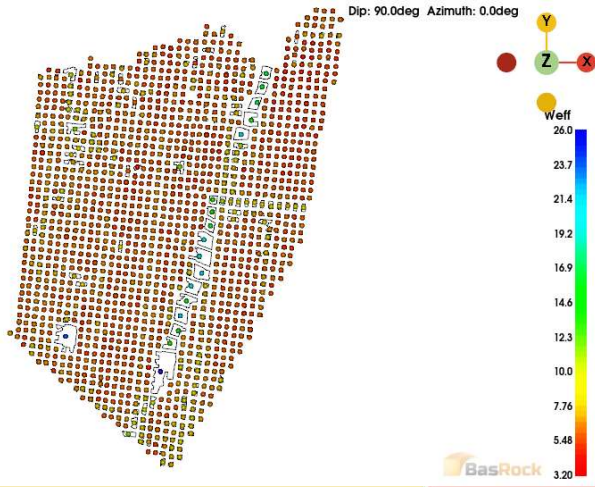 Dip: 90.0deg Azimuth: 0.0deg
Y
Z
X
Weff
26.0
23.7
21.4
19.2
16.9
14.6
12.3
10.0
7.76
5.48
3.20
BasRock